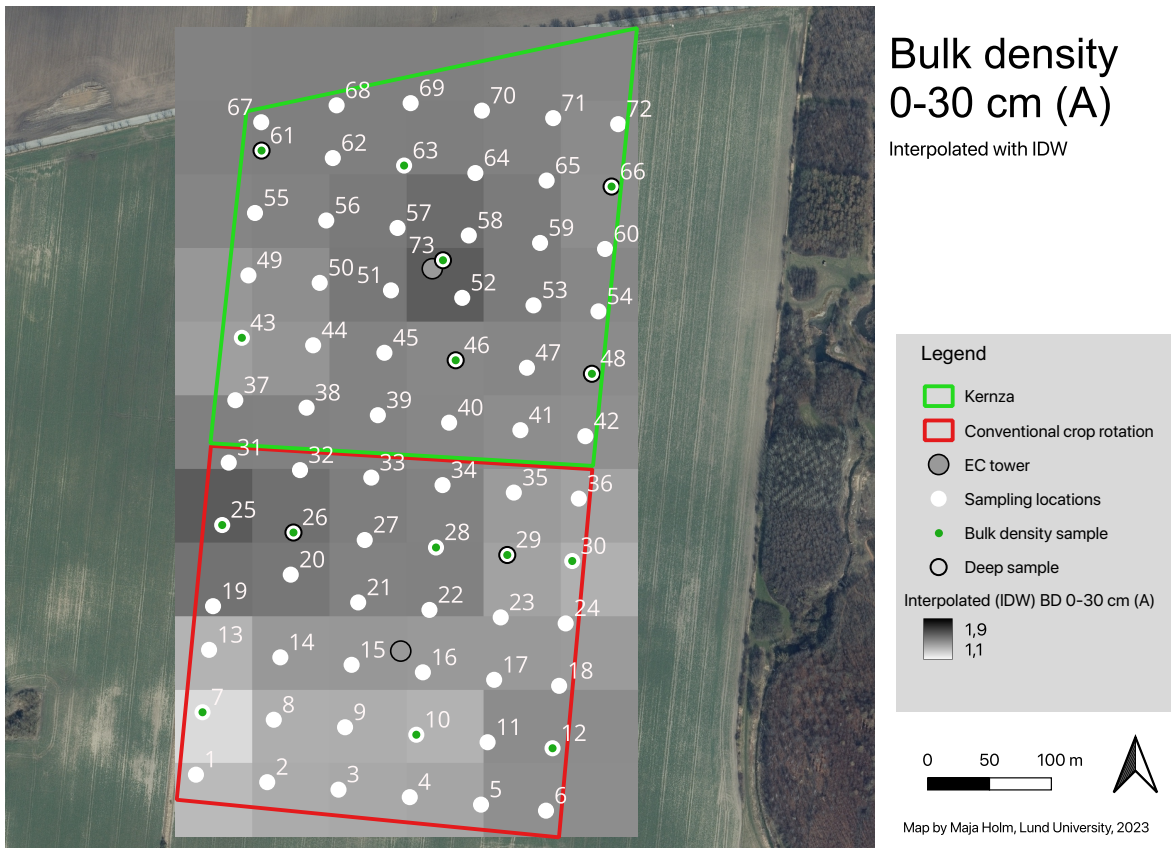 Bulk density
0-30 cm (A)
Interpolated with IDW
67 68 69 70 71 72
61 62 63 64 65 66
55 56 57 58 59 60
73
49 50 51 52 53 54
43 44 45 46 47 48
37 38 39 40 41 42
31 32 33 34 35 36
25 26 27 28 29 30
19 20 21 22 23 24
13 14 15 16 17 18
7 8 9 10 11 12
1 2 3 4 5 6
Legend
Kernza
Conventional crop rotation
EC tower
Sampling locations
Bulk density sample
Deep sample
Interpolated (IDW) BD 0-30 cm (A)
1,9
1,1
0 50 100 m
Map by Maja Holm, Lund University, 2023